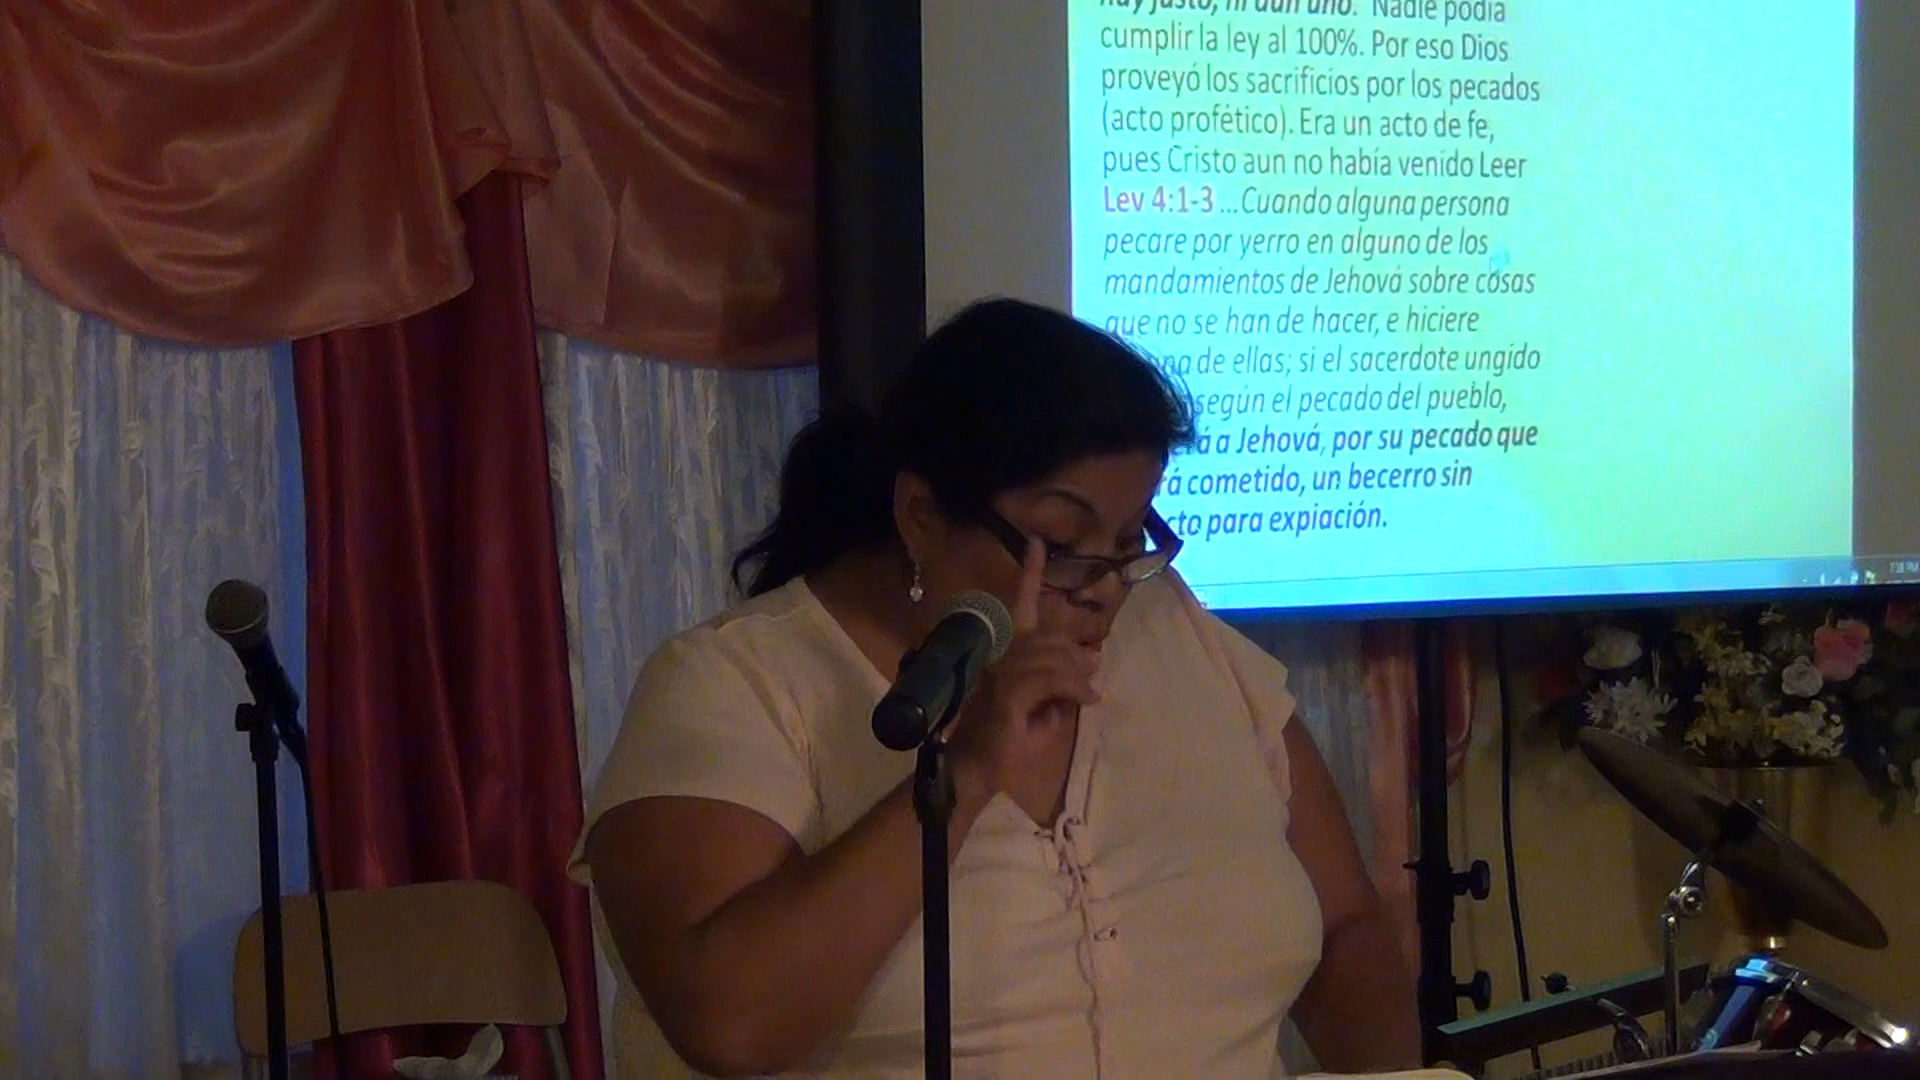 hay justo, ni aun uno. Nadie podía
cumplir la ley al 100%. Por eso Dios
proveyó los sacrificios por los pecados
(acto profético). Era un acto de fe,
pues Cristo aun no había venido Leer
Lev 4:1-3 ...Cuando alguna persona
pecare por yerro en alguno de los
mandamientos de Jehová sobre cosas
que no se han de hacer, e hiciere
de ellas; si el sacerdote ungido
según el pecado del pueblo,
a Jehová, por su pecado que
cometido, un becerro sin
para expiación.